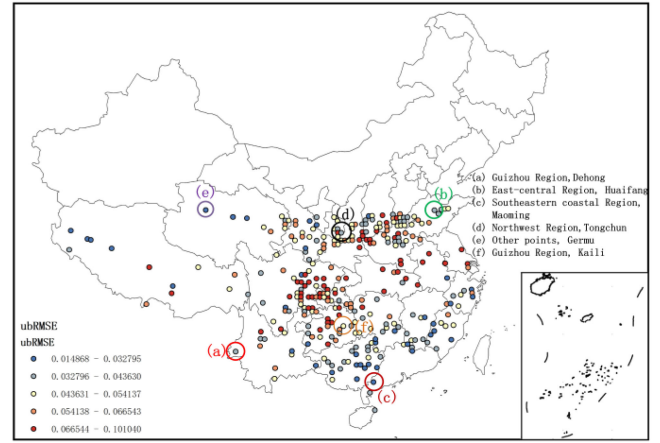 (e)
(b)
(d)
(f)
(a)
(c)
(a) Guizhou Region,Dehong
(b) East-central Region, Huaifang
(c) Southeastern coastal Region,
Maoming
(d) Northwest Region,Tongchun
(e) Other points, Germu
(f) Guizhou Region, Kaili
ubRMSE
ubRMSE
0.014868 - 0.032795
0.032796 - 0.043630
0.043631 - 0.054137
0.054138 - 0.066543
0.066544 - 0.101040